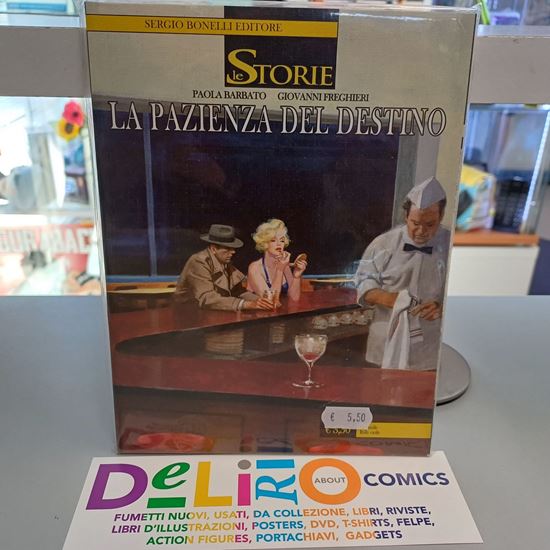 SERGIO BONELLI EDITORE
le STORIE
PAOLA BARBATO GIOVANNI FREGHIERI
LA PAZIENZA DEL DESTINO
€ 5,50
DELIRIO ABOUT COMICS
FUMETTI NUOVI, USATI, DA COLLEZIONE, LIBRI, RIVISTE,
LIBRI D'ILLUSTRAZIONI, POSTERS, DVD, T-SHIRTS, FELPE,
ACTION FIGURES, PORTACHIAVI, GADGETS